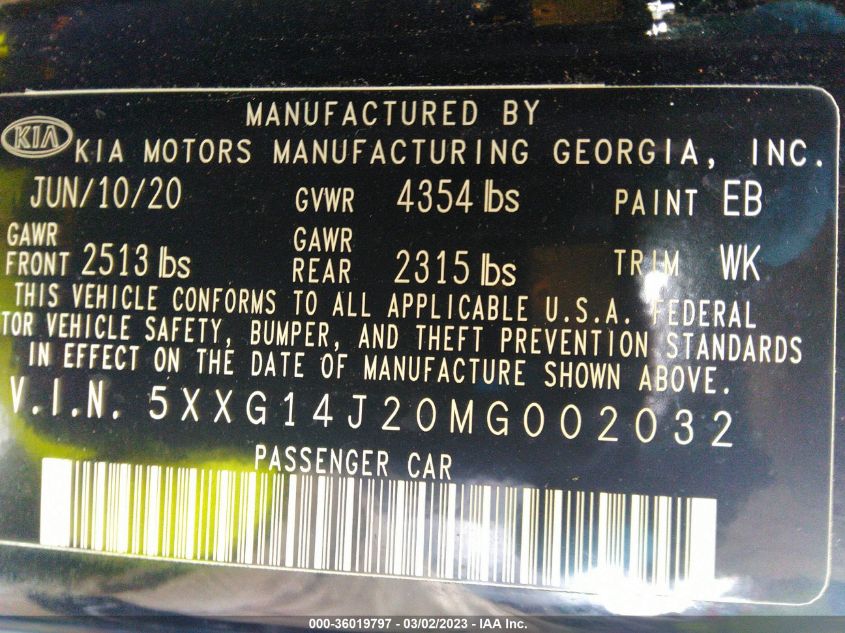 MANUFACTURED BY
KIA KIA MOTORS MANUFACTURING GEORGIA, INC.
JUN/10/20 GVWR 4354 lbs PAINT EB
GAWR FRONT 2513 lbs GAWR REAR 2315 lbs TRIM WK
THIS VEHICLE CONFORMS TO ALL APPLICABLE U.S.A. FEDERAL
TOR VEHICLE SAFETY, BUMPER, AND THEFT PREVENTION STANDARDS
IN EFFECT ON THE DATE OF MANUFACTURE SHOWN ABOVE.
V.I.N. 5XXG14J20MG002032
PASSENGER CAR
000-36019797 - 03/02/2023 - IAA Inc.